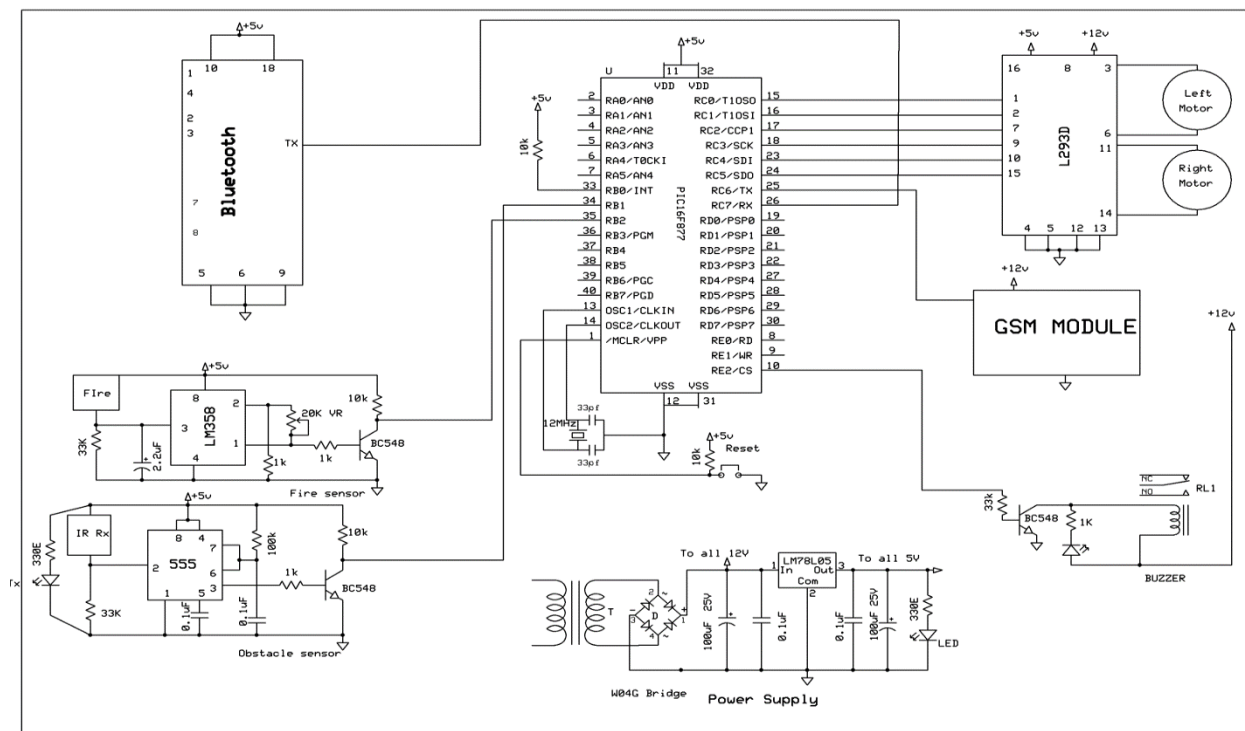 +5v
10 18
1
4
2
3
TX
Bluetooth
7
8
5 6 9
+5v
10k
U
+5v
11 32
VDD VDD
PIC16F877
2 RA0/AN0
3 RA1/AN1
4 RA2/AN2
5 RA3/AN3
6 RA4/T0CKI
7 RA5/AN4
33 RB0/INT
34 RB1
35 RB2
36 RB3/PGM
37 RB4
38 RB5
39 RB6/PGC
40 RB7/PGD
13 OSC1/CLKIN
14 OSC2/CLKOUT
1 /MCLR/VPP
RC0/T1OSO 15
RC1/T1OSI 16
RC2/CCP1 17
RC3/SCK 18
RC4/SDI 23
RC5/SDO 24
RC6/TX 25
RC7/RX 26
RD0/PSP0 19
RD1/PSP1 20
RD2/PSP2 21
RD3/PSP3 22
RD4/PSP4 27
RD5/PSP5 28
RD6/PSP6 29
RD7/PSP7 30
RE0/RD 8
RE1/WR 9
RE2/CS 10
VSS VSS
12 31
33pf
12MHz
33pf
+5v
10k
Reset
+5v +12v
16 8 3
1
2
7
9
10
15
L293D
6
11
14
4 5 12 13
Left
Motor
Right
Motor
+12v
GSM MODULE
+12v
33k
BC548
1K
NC
NO
RL1
BUZZER
+5v
FIre
33K
2.2uF
8
3
LM358
2
1
4
20K VR
1k
1k
10k
BC548
Fire sensor
+5v
Tx
330E
IR Rx
33K
8 4
2
555
7
6
3
1 5
0.1uF
0.1uF
100k
1k
10k
BC548
Obstacle sensor
T
2
3
D
1
4
- +
W04G Bridge
To all 12V
100uF 25V
0.1uF
1 In
LM78L05
Out 3
Com
2
To all 5V
0.1uF
100uF 25V
330E
LED
Power Supply